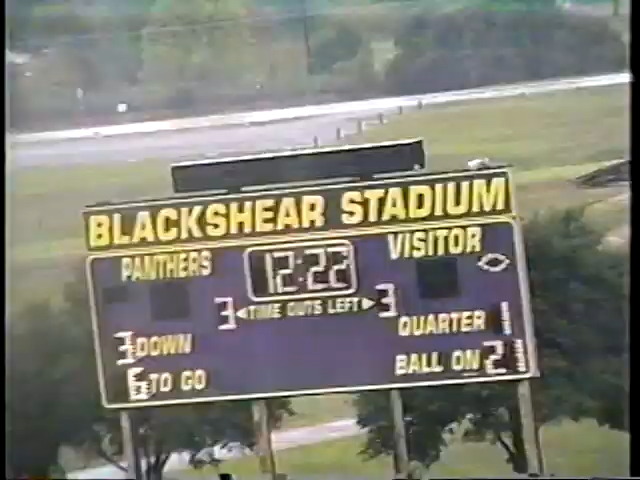 BLACKSHEAR STADIUM
PANTHERS 12:22 VISITOR
3 ◄TIME OUTS LEFT► 3
QUARTER 1
3 DOWN
BALL ON 2
6 TO GO